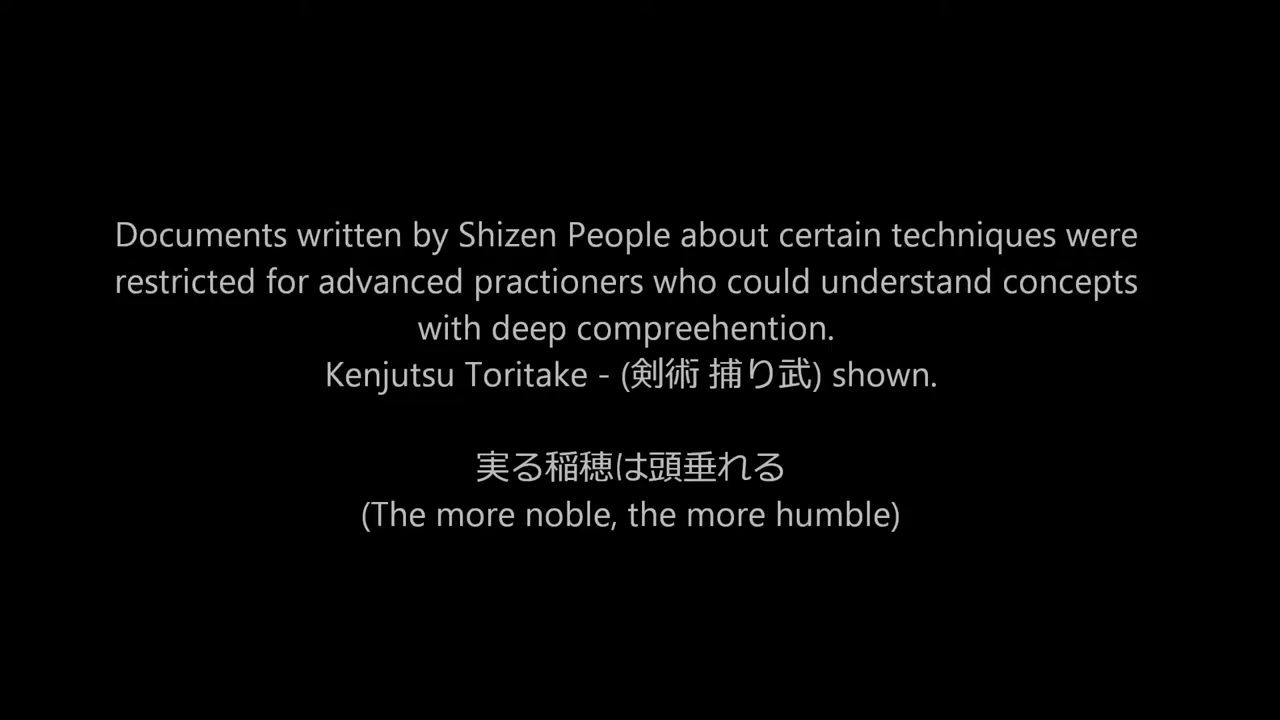 Documents written by Shizen People about certain techniques were
restricted for advanced practioners who could understand concepts
with deep compreehention.
Kenjutsu Toritake - (剣術 捕り武) shown.
実る稲穂は頭垂れる
(The more noble, the more humble)